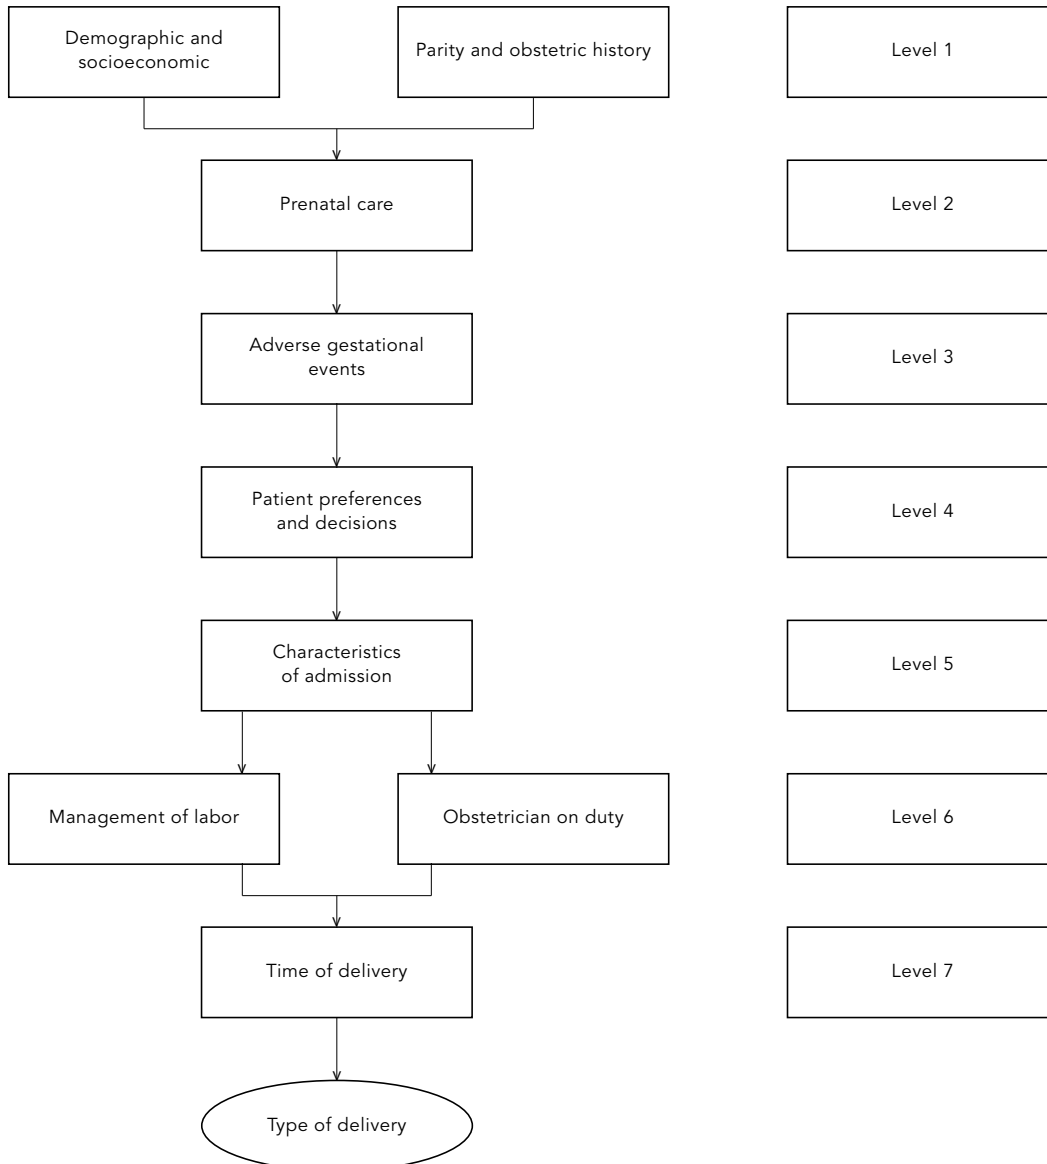 Demographic and
socioeconomic
Parity and obstetric history
Level 1
Prenatal care
Level 2
Adverse gestational
events
Level 3
Patient preferences
and decisions
Level 4
Characteristics
of admission
Level 5
Management of labor
Obstetrician on duty
Level 6
Time of delivery
Level 7
Type of delivery